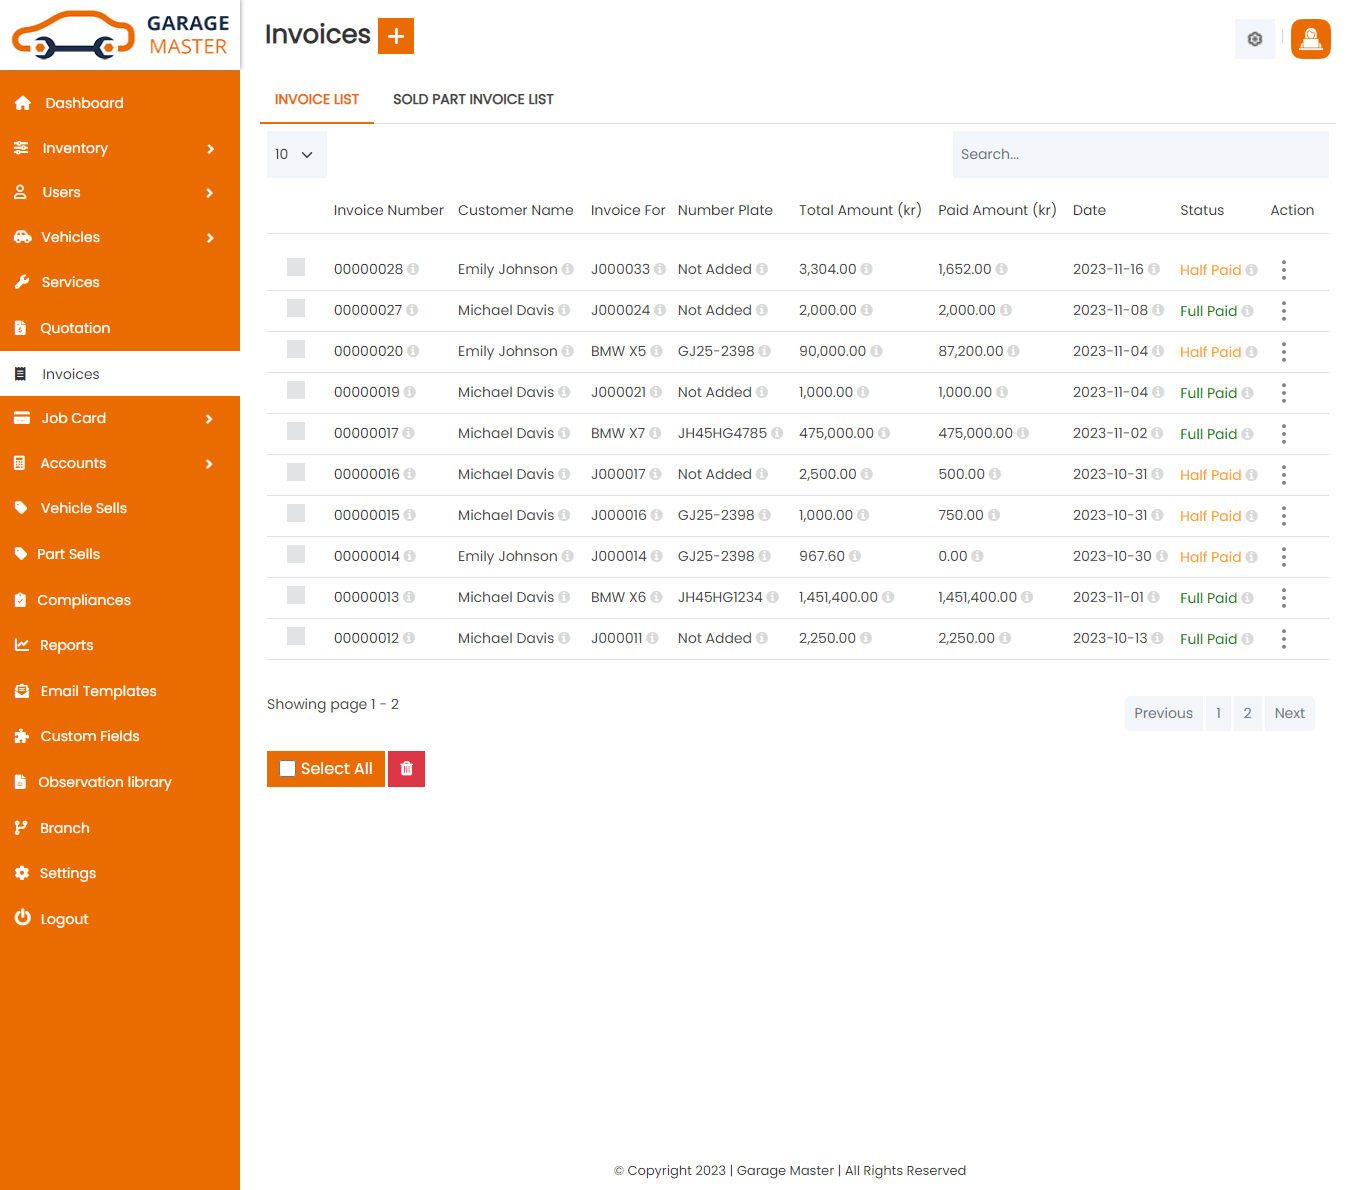 GARAGE
MASTER
Invoices
Dashboard
Inventory
Users
Vehicles
Services
Quotation
Invoices
Job Card
Accounts
Vehicle Sells
Part Sells
Compliances
Reports
Email Templates
Custom Fields
Observation library
Branch
Settings
Logout
INVOICE LIST SOLD PART INVOICE LIST
10 Search...
Invoice Number Customer Name Invoice For Number Plate Total Amount (kr) Paid Amount (kr) Date Status Action
00000028 Emily Johnson J000033 Not Added 3,304.00 1,652.00 2023-11-16 Half Paid
00000027 Michael Davis J000024 Not Added 2,000.00 2,000.00 2023-11-08 Full Paid
00000020 Emily Johnson BMW X5 GJ25-2398 90,000.00 87,200.00 2023-11-04 Half Paid
00000019 Michael Davis J000021 Not Added 1,000.00 1,000.00 2023-11-04 Full Paid
00000017 Michael Davis BMW X7 JH45HG4785 475,000.00 475,000.00 2023-11-02 Full Paid
00000016 Michael Davis J000017 Not Added 2,500.00 500.00 2023-10-31 Half Paid
00000015 Michael Davis J000016 GJ25-2398 1,000.00 750.00 2023-10-31 Half Paid
00000014 Emily Johnson J000014 GJ25-2398 967.60 0.00 2023-10-30 Half Paid
00000013 Michael Davis BMW X6 JH45HG1234 1,451,400.00 1,451,400.00 2023-11-01 Full Paid
00000012 Michael Davis J000011 Not Added 2,250.00 2,250.00 2023-10-13 Full Paid
Showing page 1 - 2
Previous 1 2 Next
Select All
© Copyright 2023 | Garage Master | All Rights Reserved